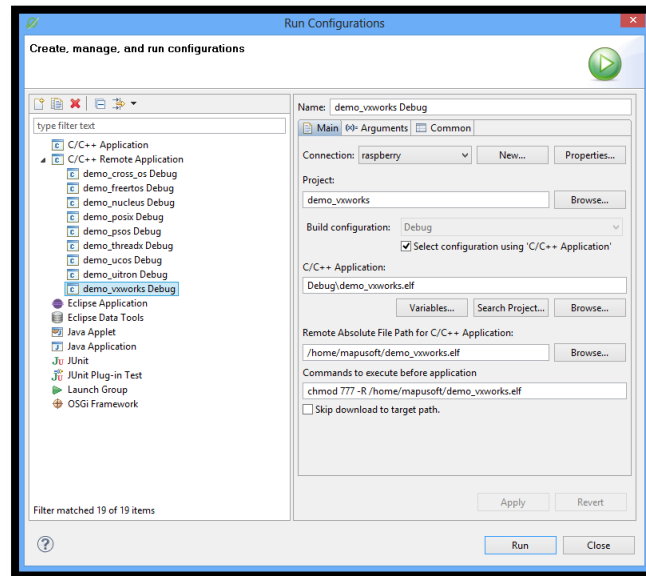 Run Configurations
Create, manage, and run configurations
type filter text
C/C++ Application
C/C++ Remote Application
demo_cross_os Debug
demo_freertos Debug
demo_nucleus Debug
demo_posix Debug
demo_psos Debug
demo_threadx Debug
demo_ucos Debug
demo_uitron Debug
demo_vxworks Debug
Eclipse Application
Eclipse Data Tools
Java Applet
Java Application
Ju JUnit
JUnit Plug-in Test
Launch Group
OSGi Framework
Filter matched 19 of 19 items
Name: demo_vxworks Debug
Main Arguments Common
Connection: raspberry New... Properties...
Project:
demo_vxworks Browse...
Build configuration: Debug
Select configuration using 'C/C++ Application'
C/C++ Application:
Debug\demo_vxworks.elf
Variables... Search Project... Browse...
Remote Absolute File Path for C/C++ Application:
/home/mapusoft/demo_vxworks.elf Browse...
Commands to execute before application
chmod 777 -R /home/mapusoft/demo_vxworks.elf
Skip download to target path.
Apply Revert
? Run Close